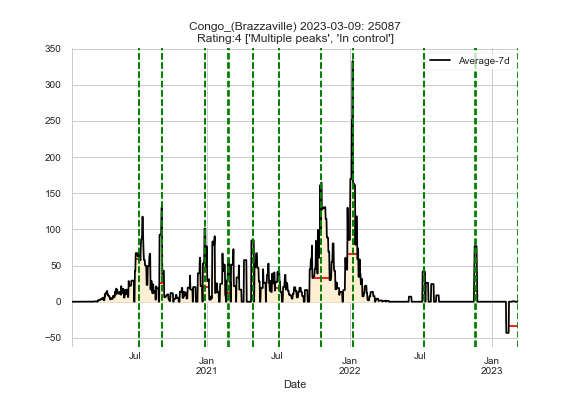 Congo_(Brazzaville) 2023-03-09: 25087
Rating:4 ['Multiple peaks', 'In control']
Average-7d
350
300
250
200
150
100
50
0
−50
Jul
Jan
2021
Jul
Jan
2022
Jul
Jan
2023
Date